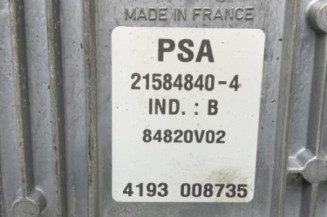 MADE IN FRANCE
PSA
21584840-4
IND. : B
84820V02
4193 008735